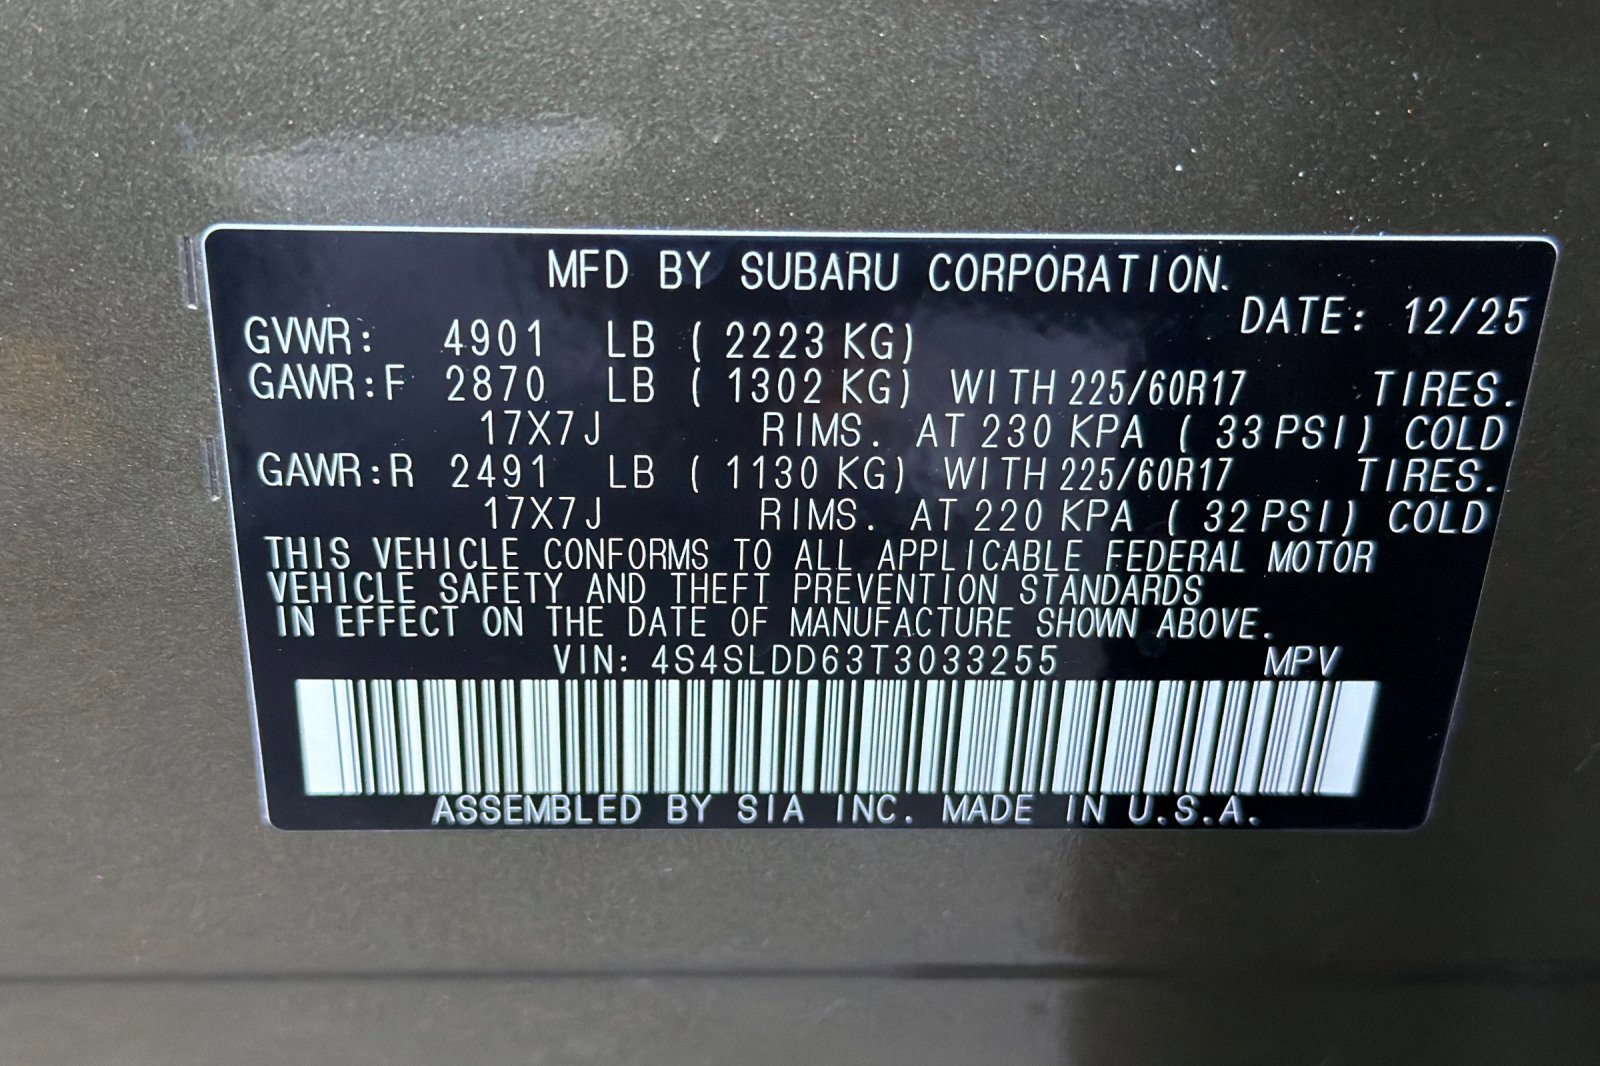 MFD BY SUBARU CORPORATION.
DATE: 12/25
GVWR: 4901 LB ( 2223 KG)
GAWR:F 2870 LB ( 1302 KG) WITH 225/60R17 TIRES.
17X7J RIMS. AT 230 KPA ( 33 PSI) COLD
GAWR:R 2491 LB ( 1130 KG) WITH 225/60R17 TIRES.
17X7J RIMS. AT 220 KPA ( 32 PSI) COLD
THIS VEHICLE CONFORMS TO ALL APPLICABLE FEDERAL MOTOR
VEHICLE SAFETY AND THEFT PREVENTION STANDARDS
IN EFFECT ON THE DATE OF MANUFACTURE SHOWN ABOVE.
VIN: 4S4SLDD63T3033255 MPV
ASSEMBLED BY SIA INC. MADE IN U.S.A.